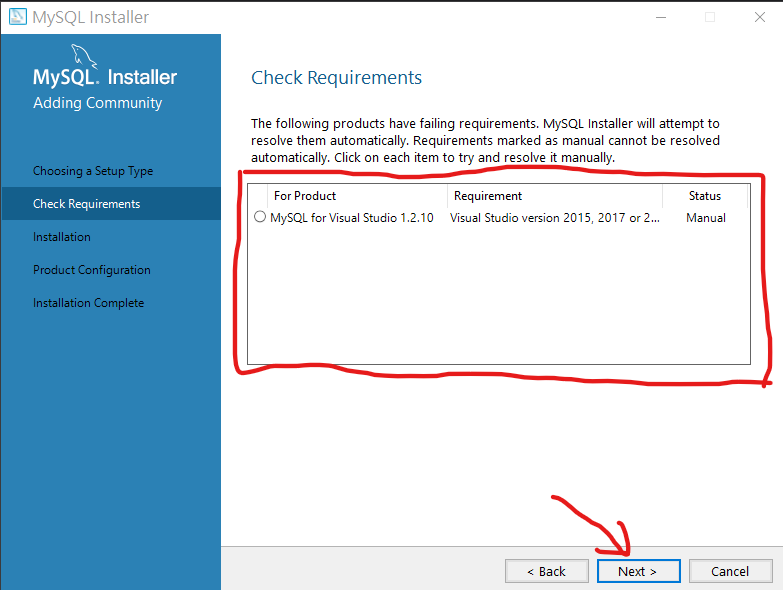 MySQL Installer
MySQL. Installer
Adding Community
Choosing a Setup Type
Check Requirements
Installation
Product Configuration
Installation Complete
Check Requirements
The following products have failing requirements. MySQL Installer will attempt to
resolve them automatically. Requirements marked as manual cannot be resolved
automatically. Click on each item to try and resolve it manually.
For Product Requirement Status
MySQL for Visual Studio 1.2.10 Visual Studio version 2015, 2017 or 2... Manual
< Back Next > Cancel